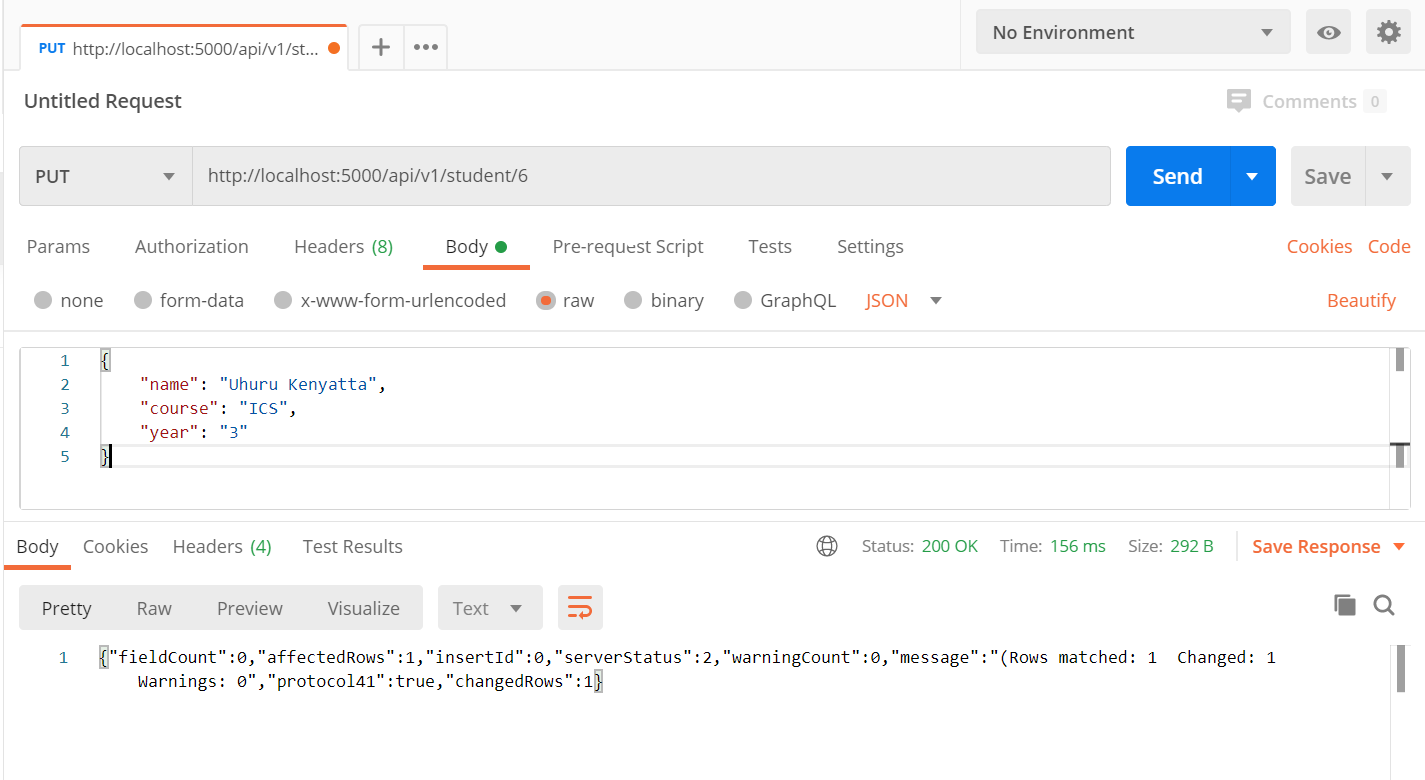 PUT http://localhost:5000/api/v1/st... No Environment
Untitled Request Comments 0
PUT http://localhost:5000/api/v1/student/6 Send Save
Params Authorization Headers (8) Body Pre-request Script Tests Settings Cookies Code
none form-data x-www-form-urlencoded raw binary GraphQL JSON Beautify
1 {
2 "name": "Uhuru Kenyatta",
3 "course": "ICS",
4 "year": "3"
5 }
Body Cookies Headers (4) Test Results Status: 200 OK Time: 156 ms Size: 292 B Save Response
Pretty Raw Preview Visualize Text
1 {"fieldCount":0,"affectedRows":1,"insertId":0,"serverStatus":2,"warningCount":0,"message":"(Rows matched: 1  Changed: 1
Warnings: 0","protocol41":true,"changedRows":1}